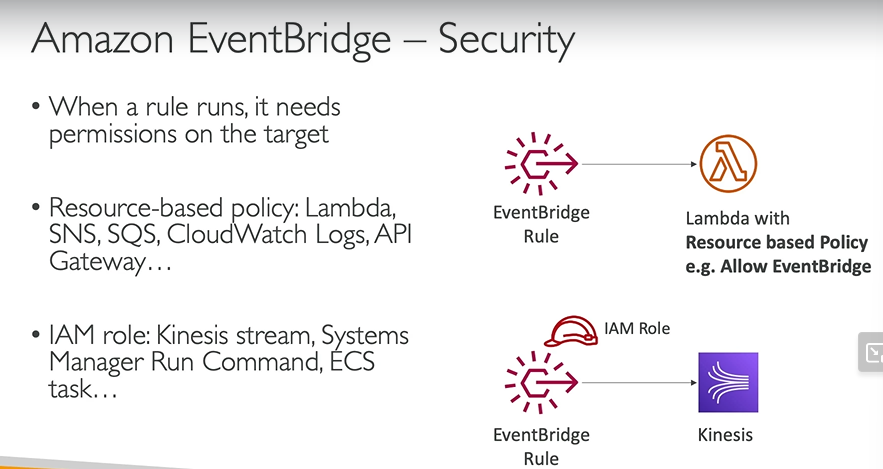 Amazon EventBridge – Security
• When a rule runs, it needs
permissions on the target
• Resource-based policy: Lambda,
SNS, SQS, CloudWatch Logs, API
Gateway…
• IAM role: Kinesis stream, Systems
Manager Run Command, ECS
task…
EventBridge
Rule
Lambda with
Resource based Policy
e.g. Allow EventBridge
IAM Role
EventBridge
Rule
Kinesis